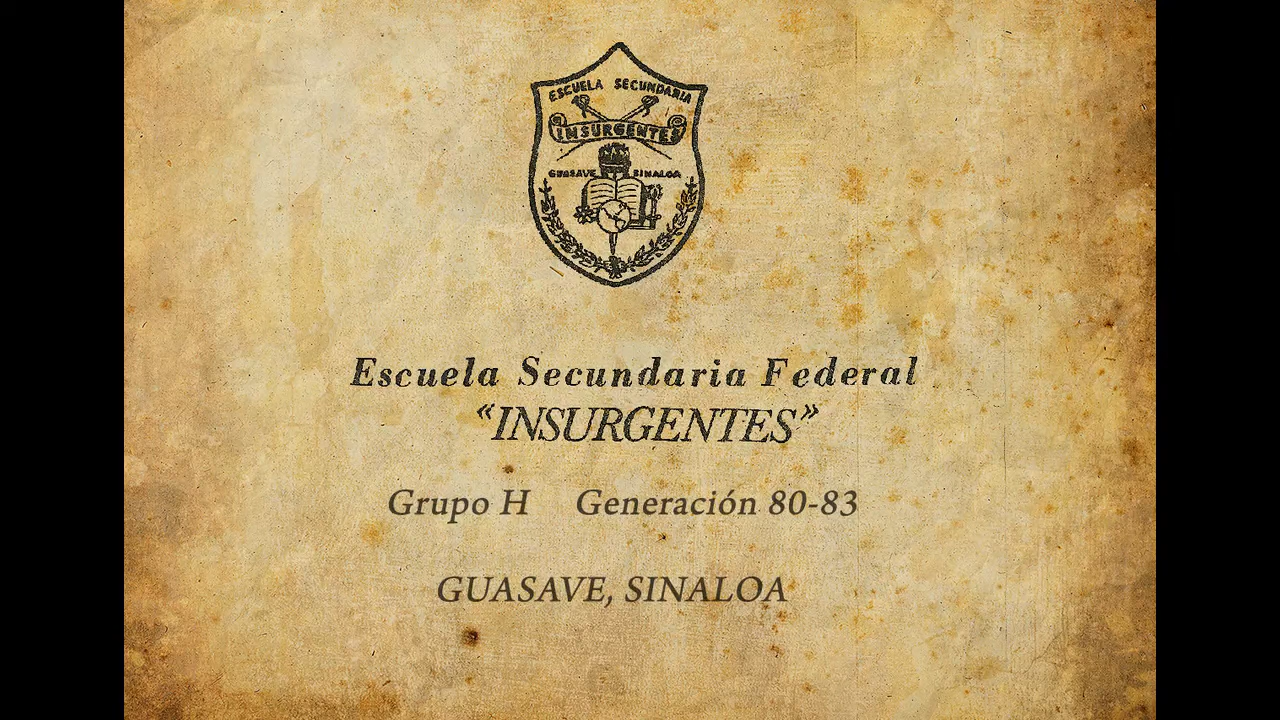 ESCUELA SECUNDARIA
INSURGENTES
GUASAVE SINALOA
Escuela Secundaria Federal
«INSURGENTES»
Grupo H Generación 80-83
GUASAVE, SINALOA